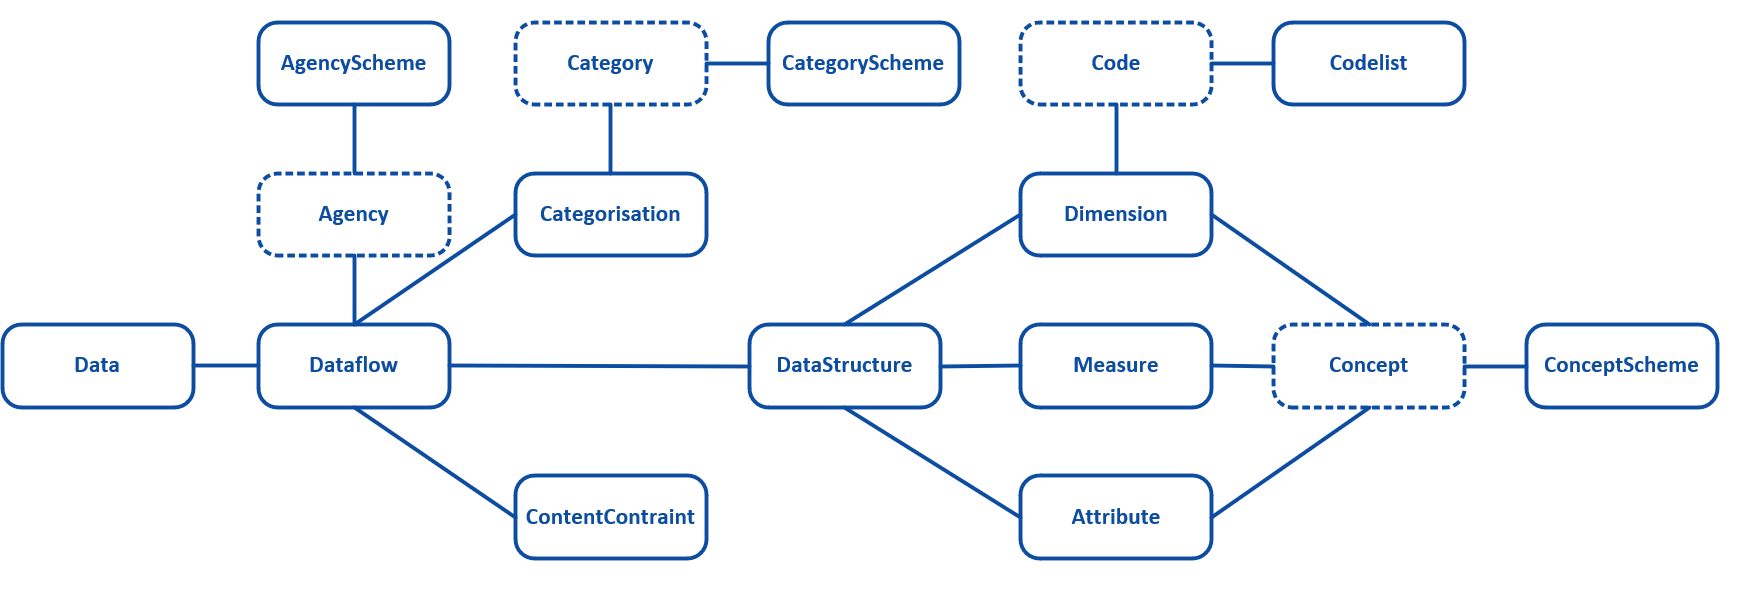 AgencyScheme
Category
CategoryScheme
Code
Codelist
Agency
Categorisation
Dimension
Data
Dataflow
DataStructure
Measure
Concept
ConceptScheme
ContentContraint
Attribute